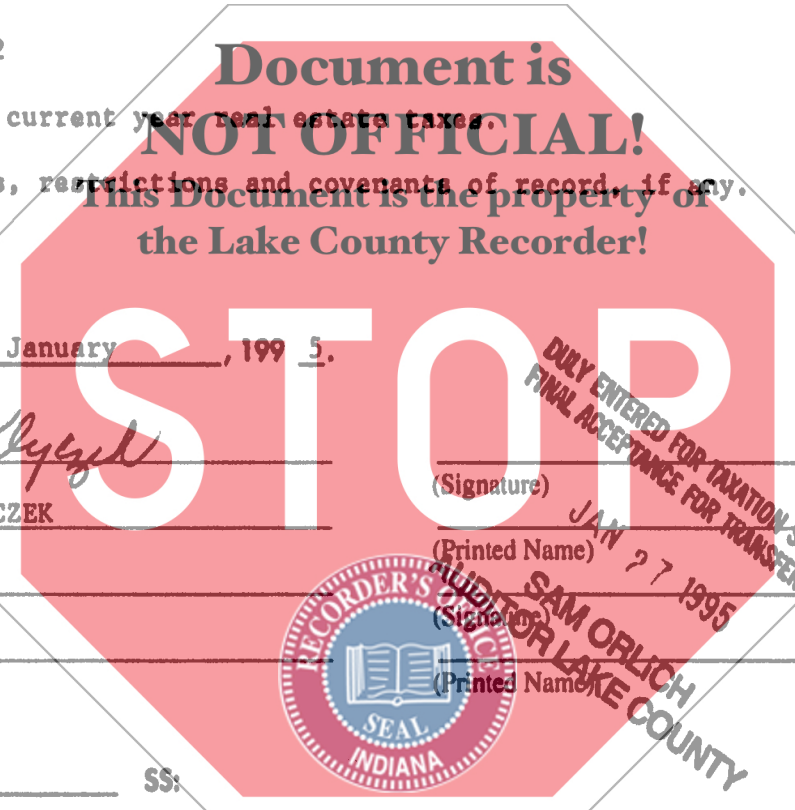 2
Document is
current year real estate taxes.
NOT OFFICIAL!
s, restrictions and covenants of record, if any.
This Document is the property of
the Lake County Recorder!
STOP
January , 199 5.
DULY ENTERED FOR TAXATION S
FINAL ACCEPTANCE FOR TRANSFER
(Signature)
CZEK
JAN 27 1995
(Printed Name)
SAM ORLICH
AUDITOR LAKE COUNTY
(Signature)
(Printed Name)
RECORDER'S OFFICE
SEAL
INDIANA
SS: